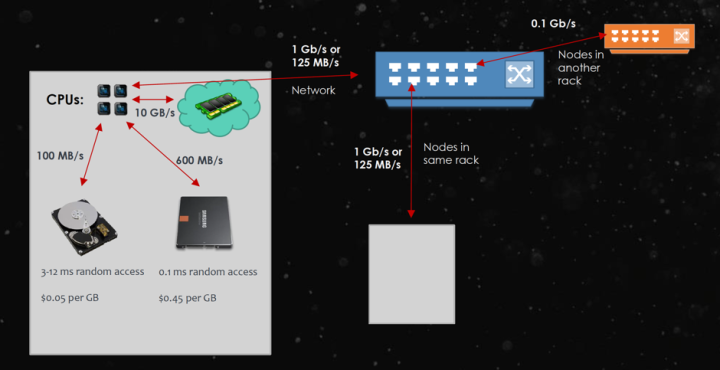 0.1 Gb/s
1 Gb/s or
125 MB/s
Nodes in
another
rack
CPUs:
Network
10 GB/s
100 MB/s
600 MB/s
1 Gb/s or
125 MB/s
Nodes in
same rack
SAMSUNG
3-12 ms random access
0.1 ms random access
$0.05 per GB
$0.45 per GB